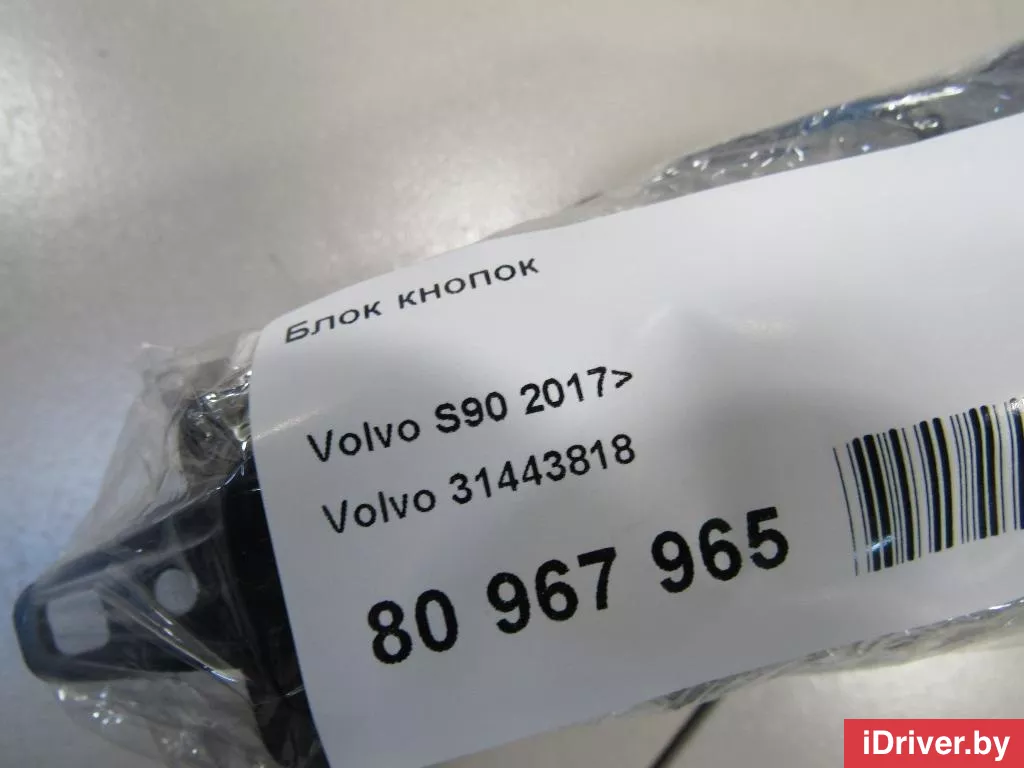 Блок кнопок
Volvo S90 2017>
Volvo 31443818
80 967 965
iDriver.by